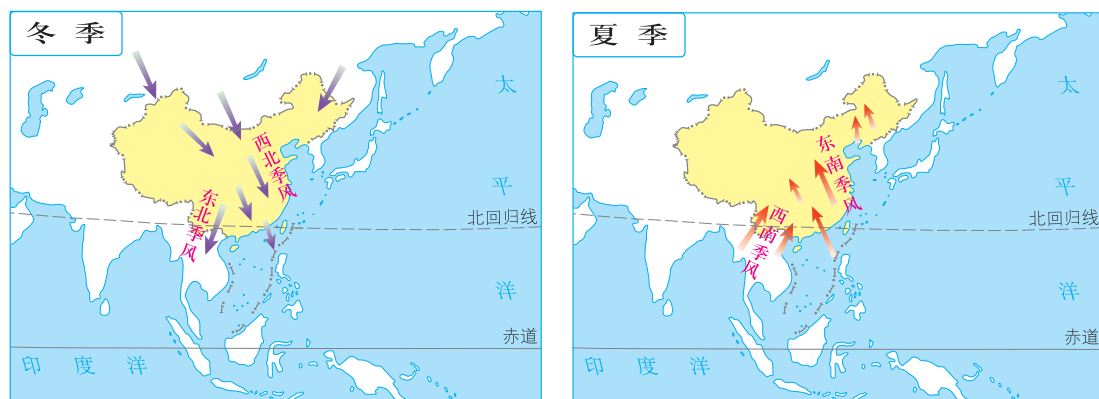 冬季
西北季风
东北季风
太
平
洋
北回归线
赤道
印度洋
夏季
东南季风
西南季风
太
平
洋
北回归线
赤道
印度洋